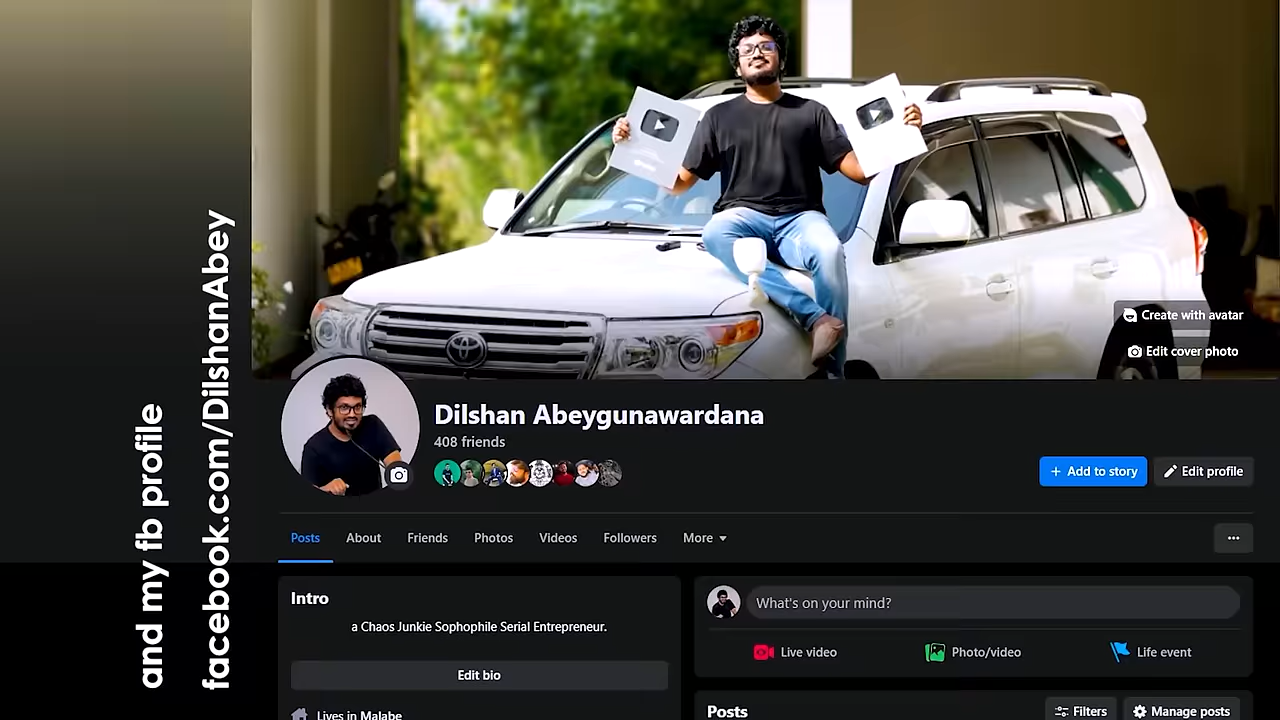 and my fb profile
facebook.com/DilshanAbey
Create with avatar
Edit cover photo
Dilshan Abeygunawardana
408 friends
+ Add to story
Edit profile
Posts
About
Friends
Photos
Videos
Followers
More
Intro
a Chaos Junkie Sophophile Serial Entrepreneur.
Edit bio
Lives in Malabe
What's on your mind?
Live video
Photo/video
Life event
Posts
Filters
Manage posts